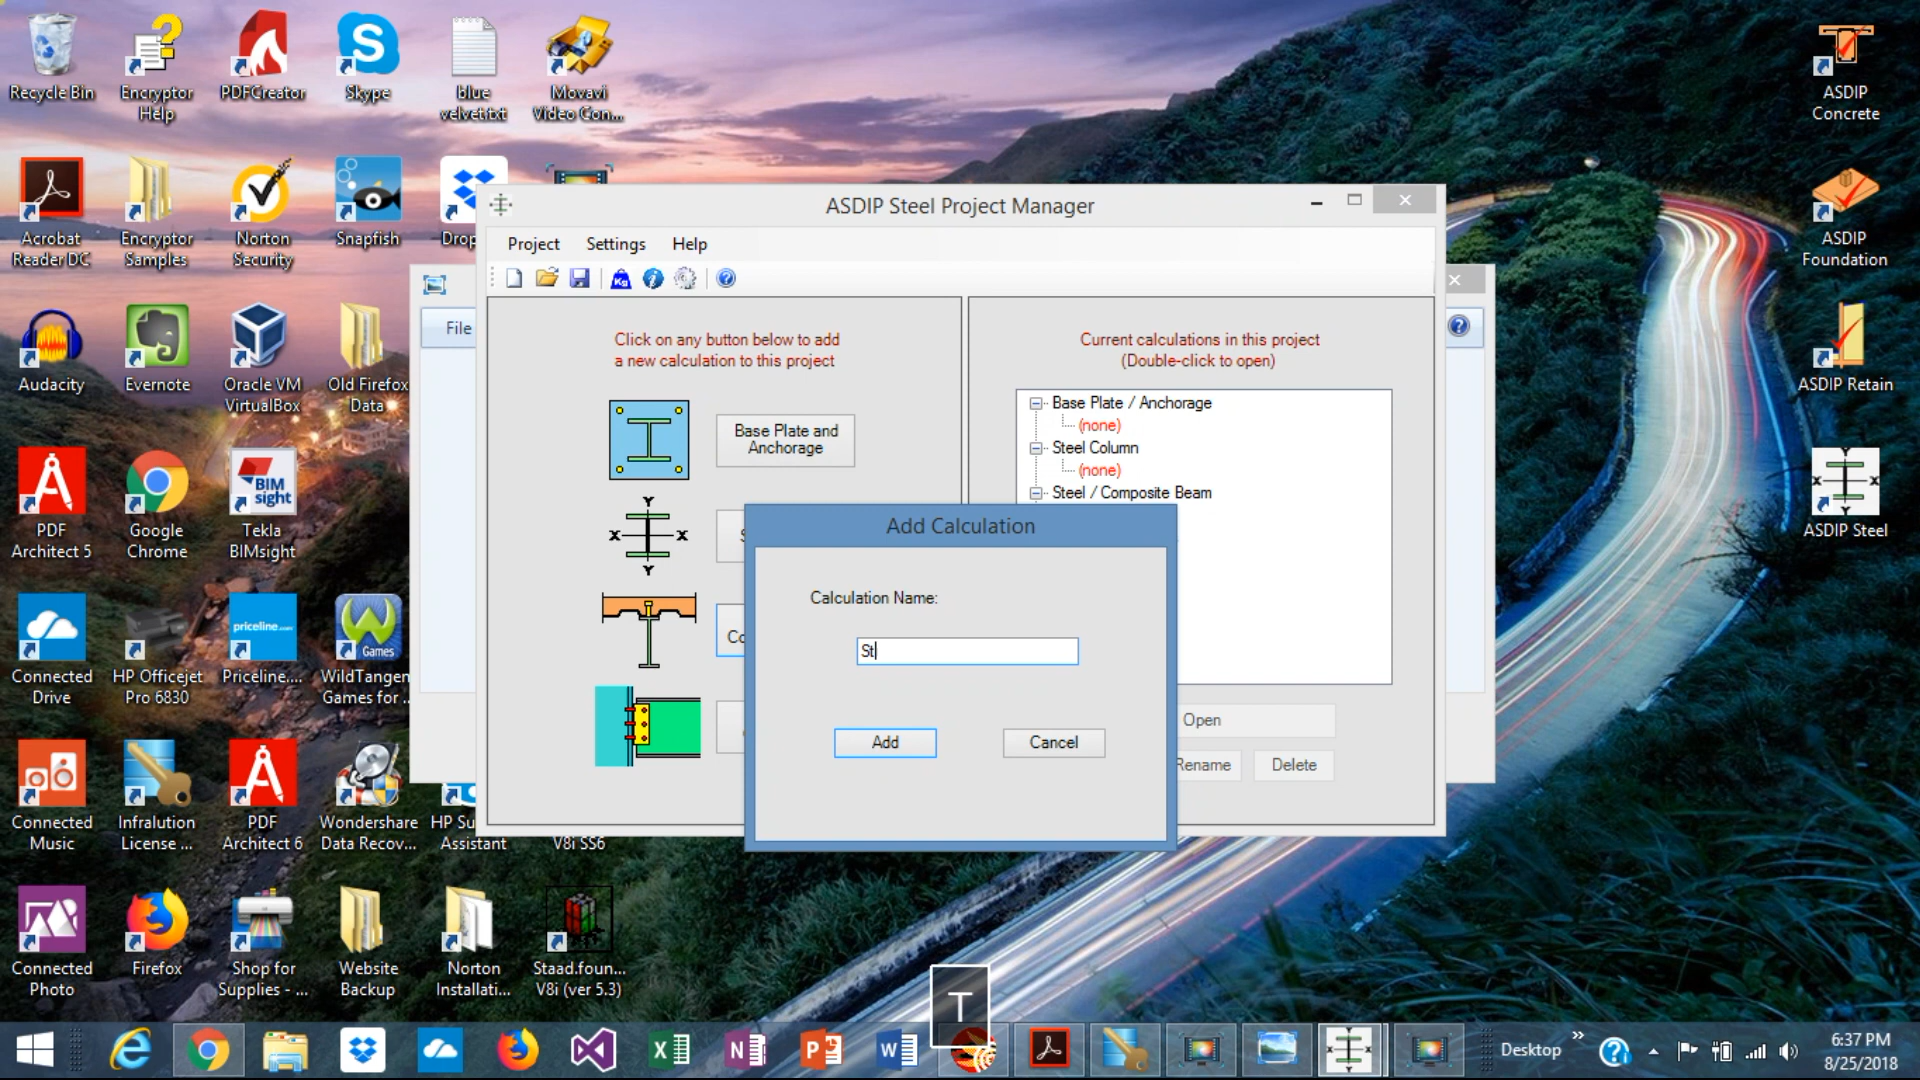 Recycle Bin
Encryptor
Help
PDFCreator
Skype
blue
velvet.txt
Movavi
Video Con...
ASDIP
Concrete
Acrobat
Reader DC
Encryptor
Samples
Norton
Security
Snapfish
ASDIP
Foundation
Audacity
Evernote
Oracle VM
VirtualBox
Old Firefox
Data
ASDIP Retain
PDF
Architect 5
Google
Chrome
BIM
sight
Tekla
BIMsight
ASDIP Steel
Connected
Drive
HP Officejet
Pro 6830
priceline.com
Priceline....
Games
WildTangen
Games for ...
Connected
Music
Infralution
License ...
PDF
Architect 6
Wondershare
Data Recov...
HP Su
Assistant
V8i SS6
Connected
Photo
Firefox
Shop for
Supplies - ...
Website
Backup
Norton
Installati...
Staad.foun...
V8i (ver 5.3)
File
ASDIP Steel Project Manager
Project Settings Help
Kg
Click on any button below to add
a new calculation to this project
Base Plate and
Anchorage
X X
Y
Y
Current calculations in this project
(Double-click to open)
Base Plate / Anchorage
(none)
Steel Column
(none)
Steel / Composite Beam
Open
Rename
Delete
Add Calculation
Calculation Name:
St
Add
Cancel
T
Desktop
6:37 PM
8/25/2018